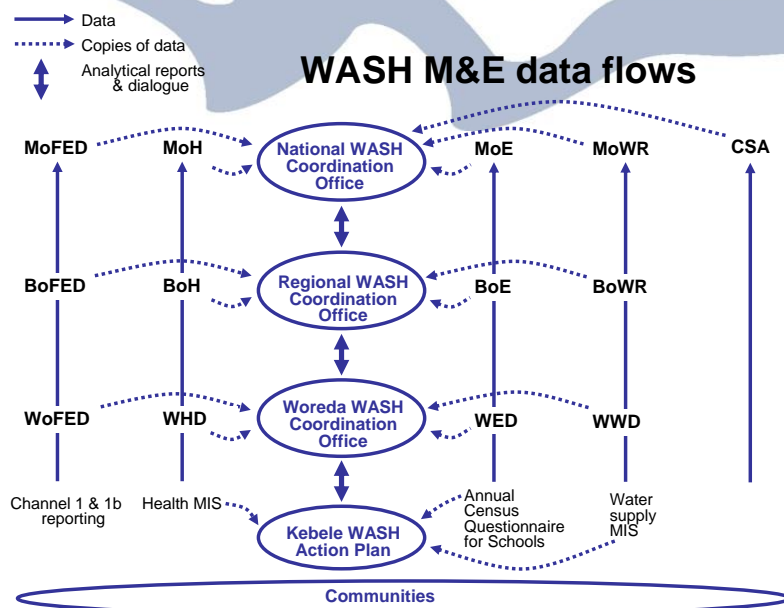 Data
Copies of data
Analytical reports
& dialogue
WASH M&E data flows
MoFED
MoH
National WASH
Coordination
Office
MoE
MoWR
CSA
BoFED
BoH
Regional WASH
Coordination
Office
BoE
BoWR
WoFED
WHD
Woreda WASH
Coordination
Office
WED
WWD
Channel 1 & 1b
reporting
Health MIS
Kebele WASH
Action Plan
Annual
Census
Questionnaire
for Schools
Water
supply
MIS
Communities